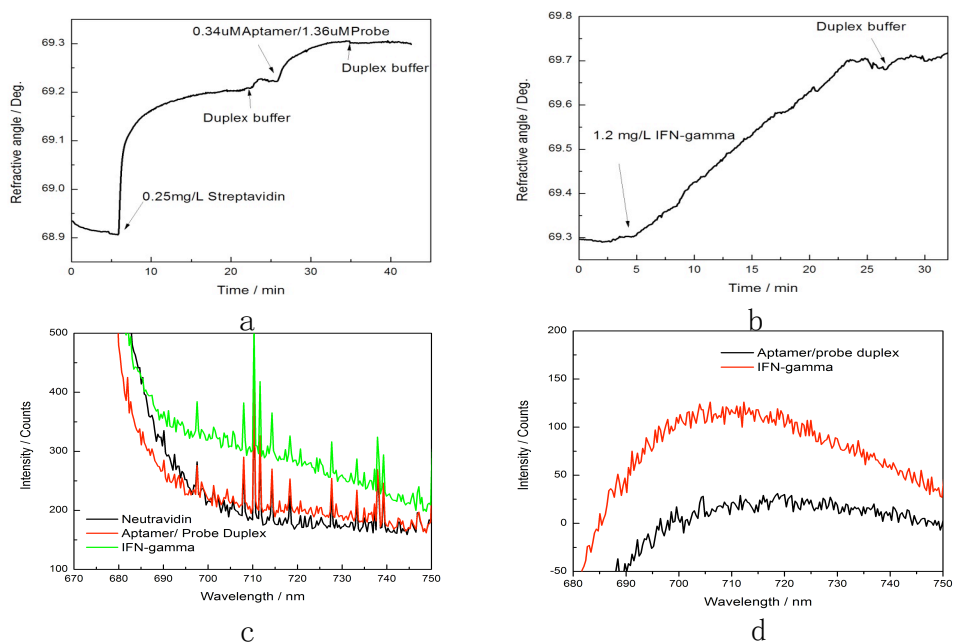 69.3
69.2
69.1
69.0
68.9
Refractive angle / Deg.
0.34uMAptamer/1.36uMProbe
Duplex buffer
Duplex buffer
0.25mg/L Streptavidin
0 10 20 30 40
Time / min
a
69.8
69.7
69.6
69.5
69.4
69.3
Refractive angle / Deg.
Duplex buffer
1.2 mg/L IFN-gamma
0 5 10 15 20 25 30
Time / min
b
500
400
300
200
100
Intensity / Counts
Neutravidin
Aptamer/ Probe Duplex
IFN-gamma
670 680 690 700 710 720 730 740 750
Wavelength / nm
c
200
150
100
50
0
-50
Intensity / Counts
Aptamer/probe duplex
IFN-gamma
680 690 700 710 720 730 740 750
Wavelength / nm
d